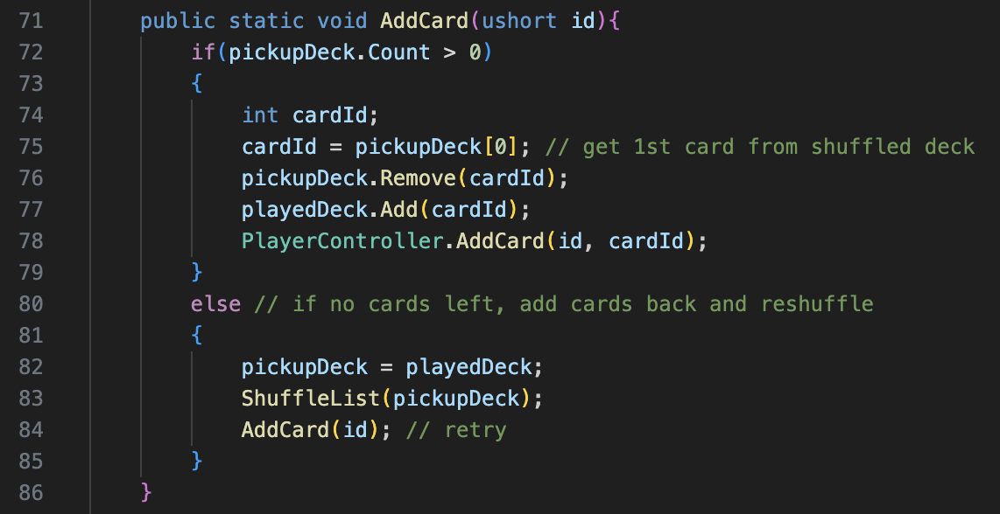 71 public static void AddCard(ushort id){
72 if(pickupDeck.Count > 0)
73 {
74 int cardId;
75 cardId = pickupDeck[0]; // get 1st card from shuffled deck
76 pickupDeck.Remove(cardId);
77 playedDeck.Add(cardId);
78 PlayerController.AddCard(id, cardId);
79 }
80 else // if no cards left, add cards back and reshuffle
81 {
82 pickupDeck = playedDeck;
83 ShuffleList(pickupDeck);
84 AddCard(id); // retry
85 }
86 }